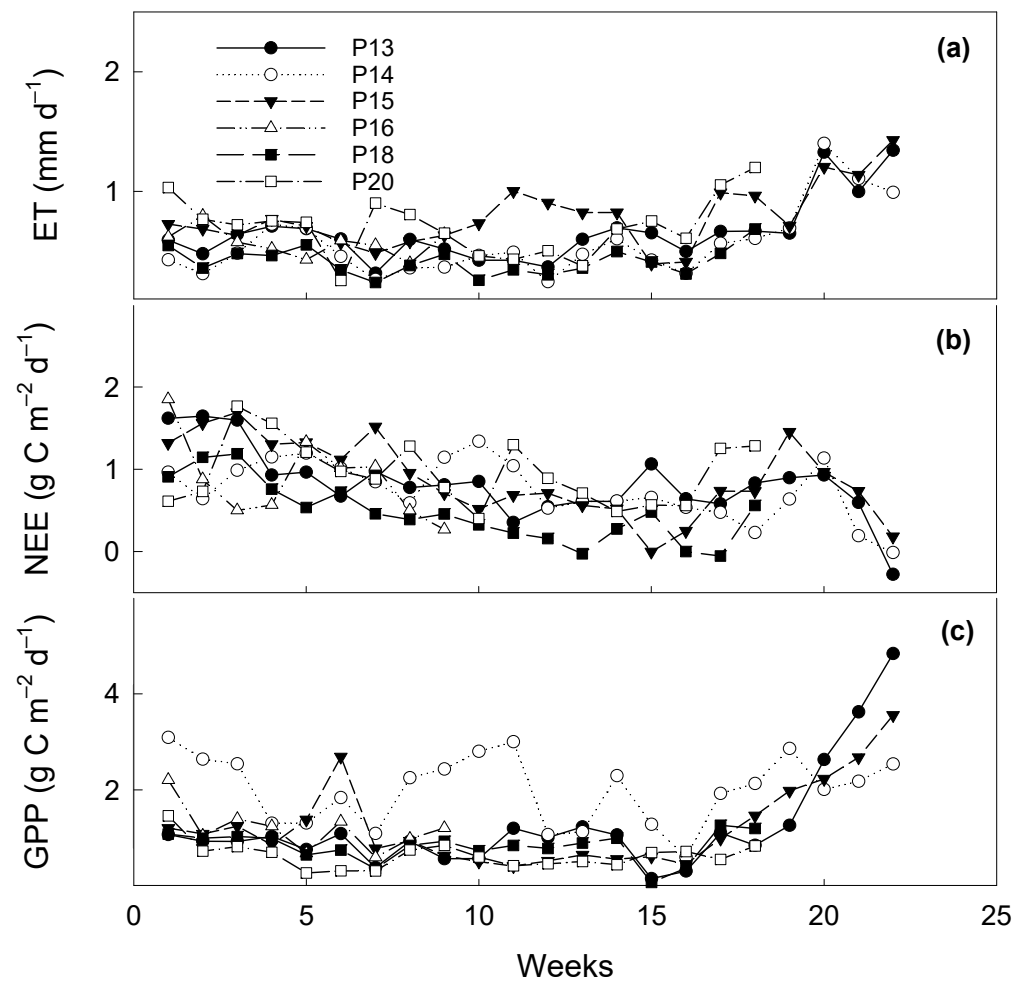 (a)
P13
P14
P15
P16
P18
P20
ET (mm d⁻¹)
2
1
(b)
NEE (g C m⁻² d⁻¹)
2
1
0
(c)
GPP (g C m⁻² d⁻¹)
4
2
0 5 10 15 20 25
Weeks